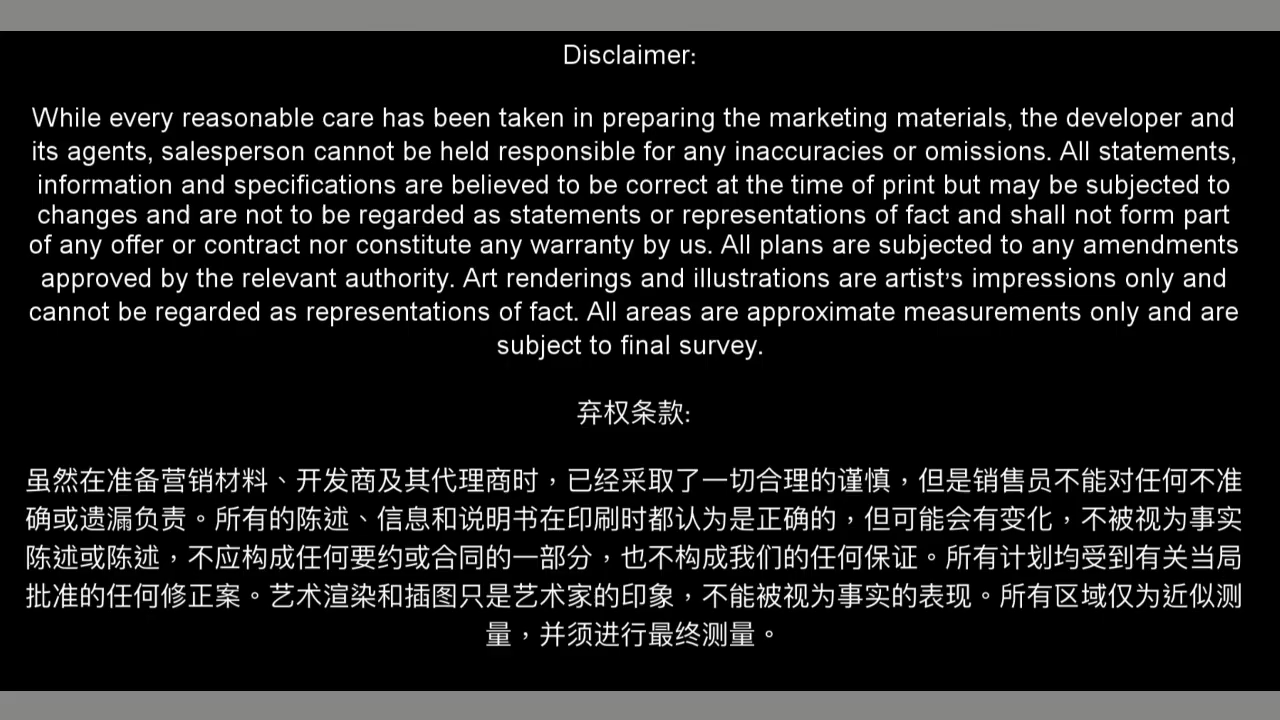 Disclaimer:
While every reasonable care has been taken in preparing the marketing materials, the developer and
its agents, salesperson cannot be held responsible for any inaccuracies or omissions. All statements,
information and specifications are believed to be correct at the time of print but may be subjected to
changes and are not to be regarded as statements or representations of fact and shall not form part
of any offer or contract nor constitute any warranty by us. All plans are subjected to any amendments
approved by the relevant authority. Art renderings and illustrations are artist's impressions only and
cannot be regarded as representations of fact. All areas are approximate measurements only and are
subject to final survey.
弃权条款:
虽然在准备营销材料、开发商及其代理商时，已经采取了一切合理的谨慎，但是销售员不能对任何不准
确或遗漏负责。所有的陈述、信息和说明书在印刷时都认为是正确的，但可能会有变化，不被视为事实
陈述或陈述，不应构成任何要约或合同的一部分，也不构成我们的任何保证。所有计划均受到有关当局
批准的任何修正案。艺术渲染和插图只是艺术家的印象，不能被视为事实的表现。所有区域仅为近似测
量，并须进行最终测量。